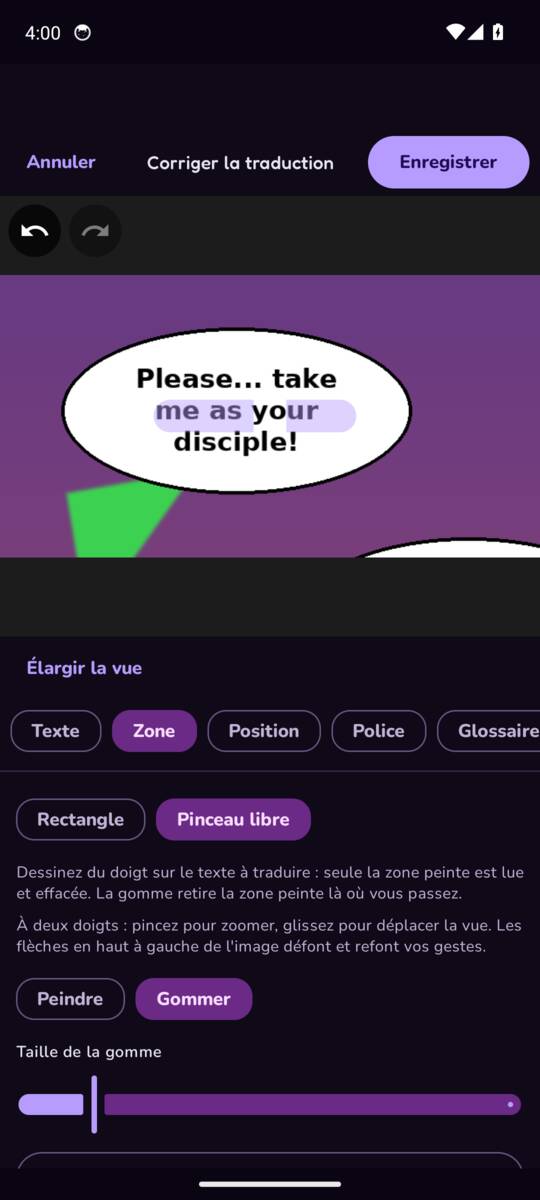 4:00
Annuler
Corriger la traduction
Enregistrer
Please... take
me as your
disciple!
Élargir la vue
Texte
Zone
Position
Police
Glossaire
Rectangle
Pinceau libre
Dessinez du doigt sur le texte à traduire : seule la zone peinte est lue
et effacée. La gomme retire la zone peinte là où vous passez.
À deux doigts : pincez pour zoomer, glissez pour déplacer la vue. Les
flèches en haut à gauche de l'image défont et refont vos gestes.
Peindre
Gommer
Taille de la gomme